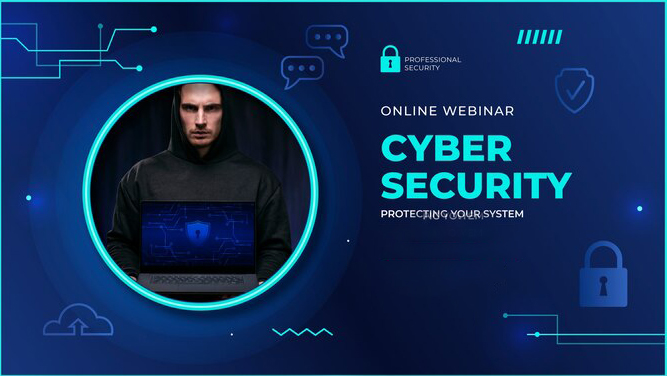 PROFESSIONAL
SECURITY
ONLINE WEBINAR
CYBER
SECURITY
PROTECTING YOUR SYSTEM